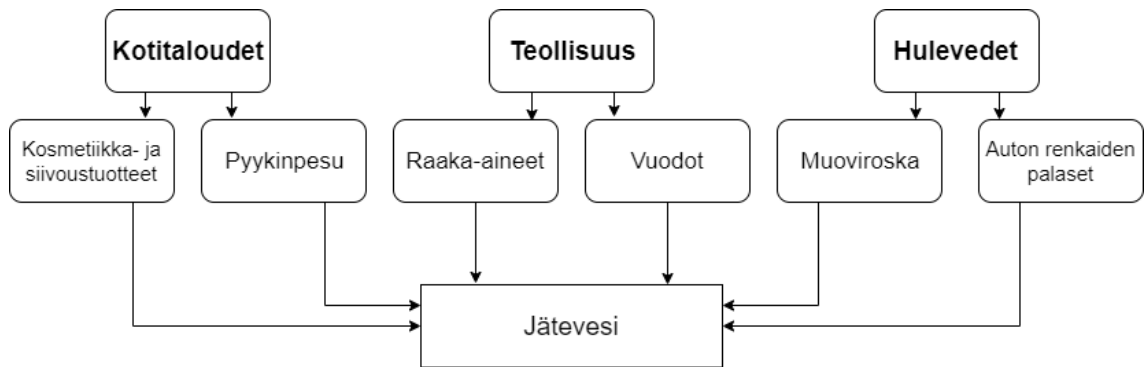 Kotitaloudet
Teollisuus
Hulevedet
Kosmetiikka- ja
siivoustuotteet
Pyykinpesu
Raaka-aineet
Vuodot
Muoviroska
Auton renkaiden
palaset
Jätevesi